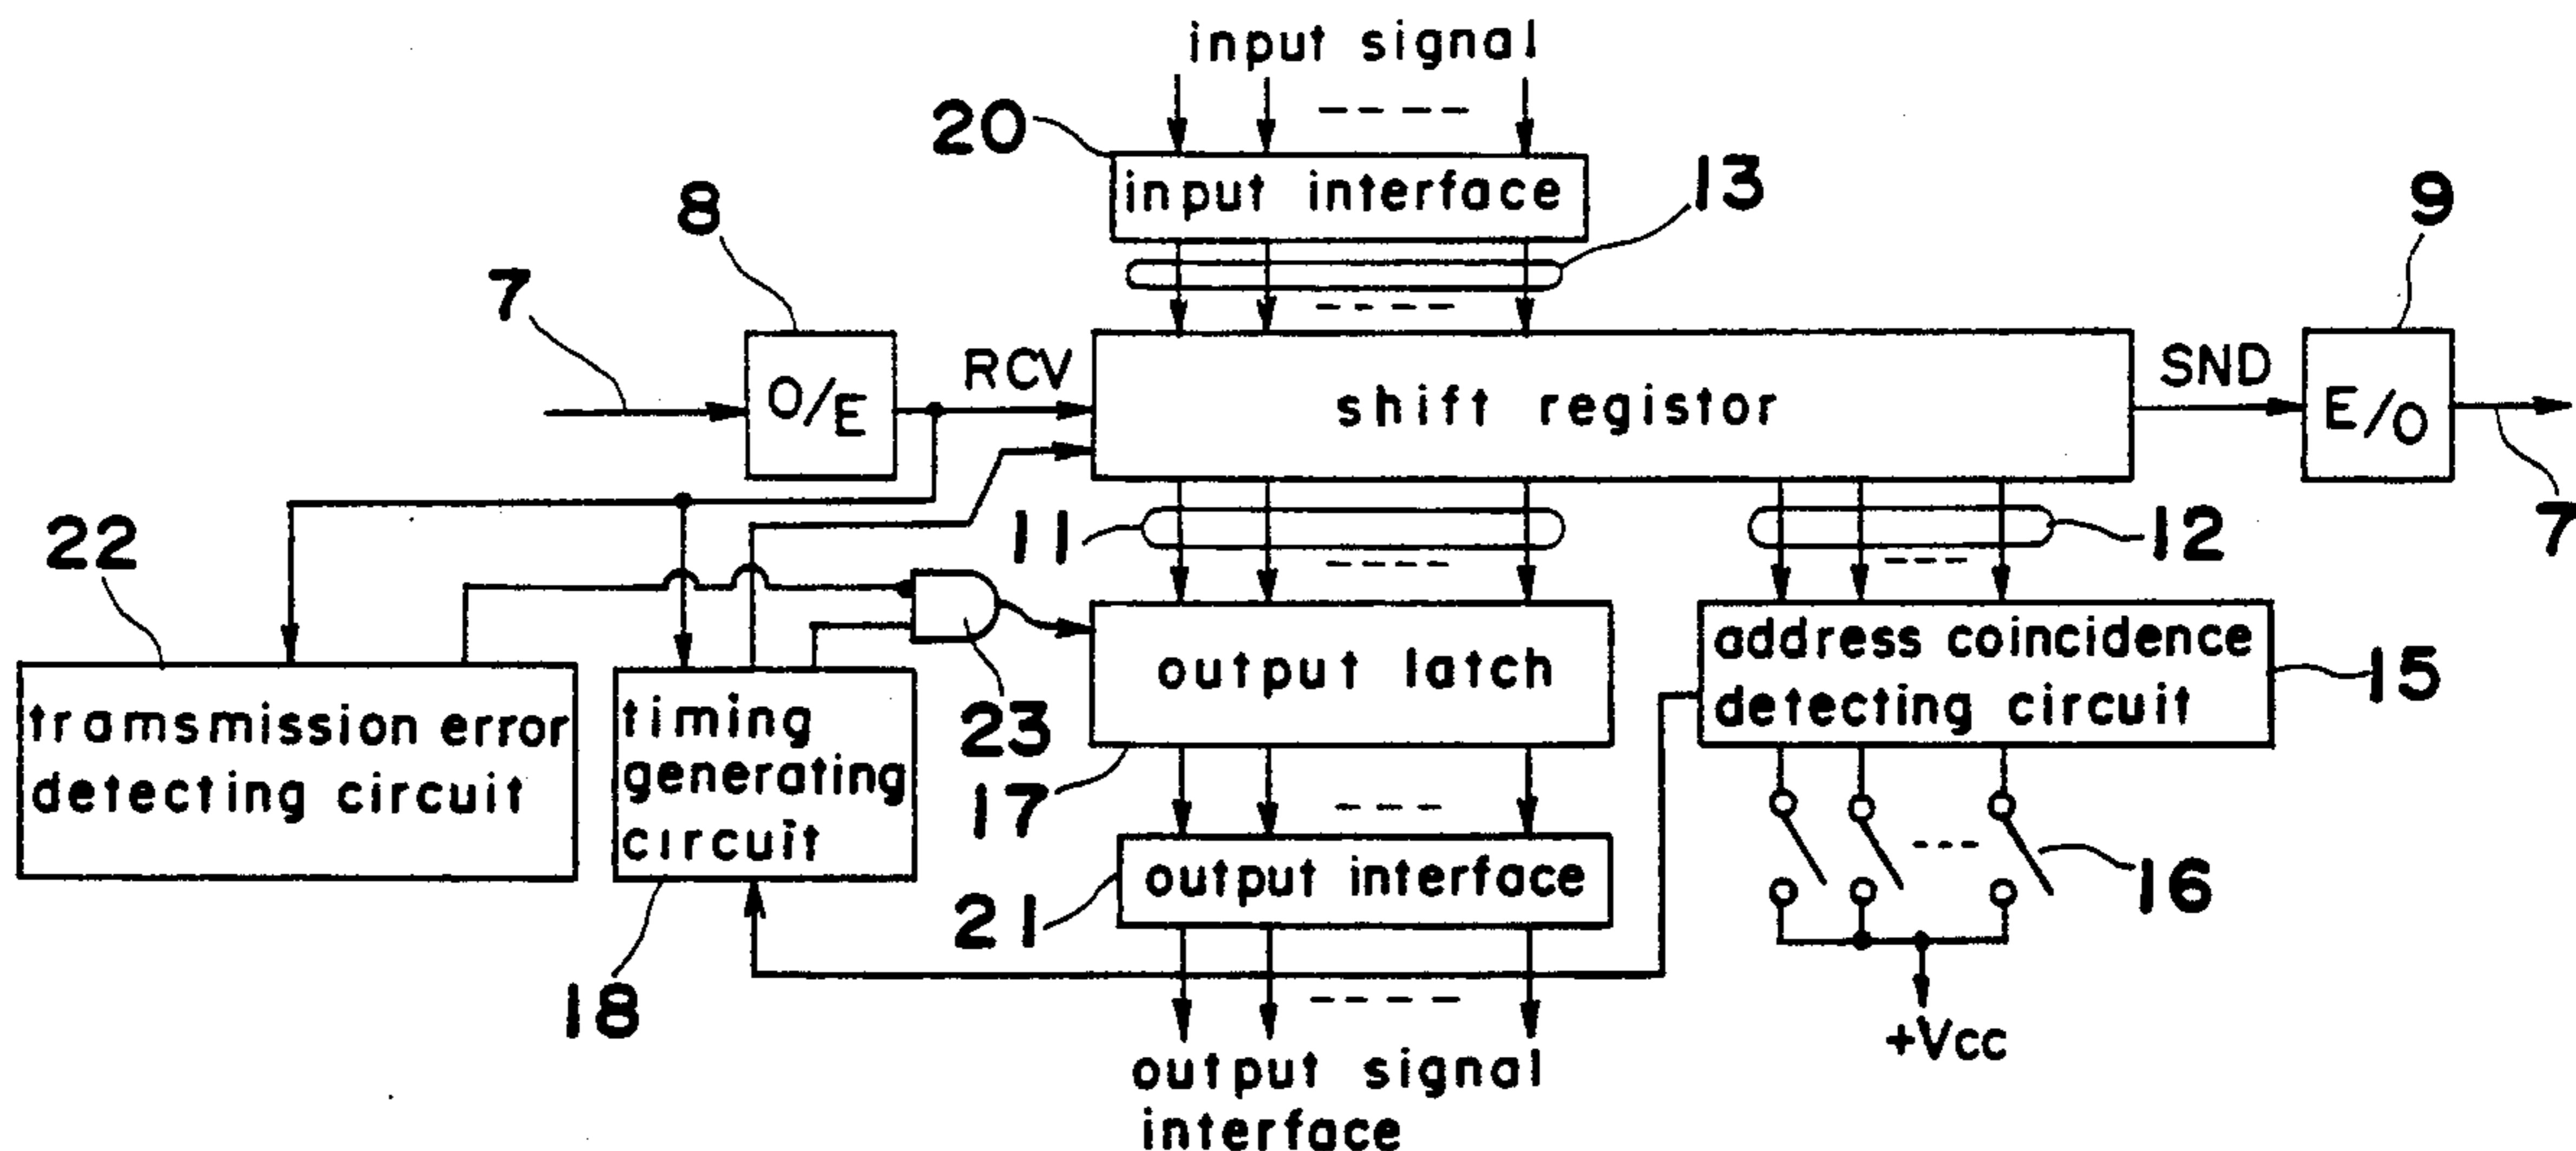 input signal
20
input interface
13
8
9
7
O/E
RCV
shift registor
SND
E/O
7
11
12
22
tramsmission error
detecting circuit
timing
generating
circuit
23
output latch
17
address coincidence
detecting circuit
15
output interface
21
16
18
+Vcc
output signal
interface